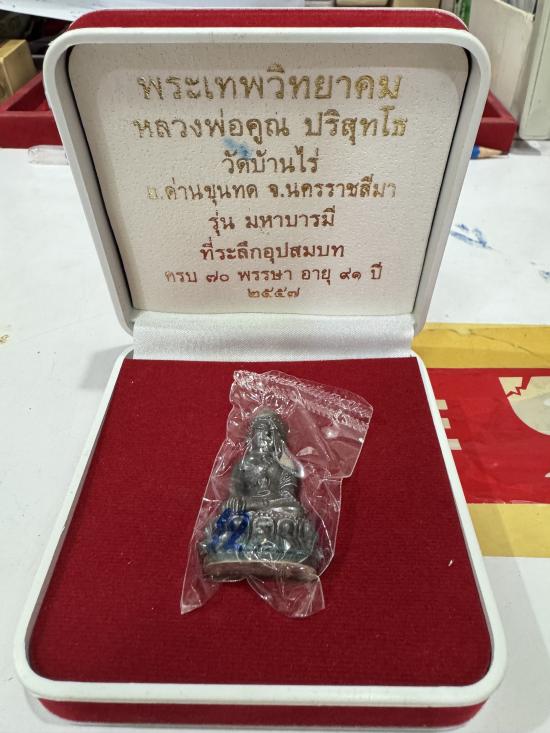 พระเทพวิทยาคม
หลวงพ่อคูณ ปริสุทโธ
วัดบ้านไร่
อ.ด่านขุนทด จ.นครราชสีมา
รุ่น มหาบารมี
ที่ระลึกอุปสมบท
ครบ ๗๐ พรรษา อายุ ๙๑ ปี
๒๕๕๗